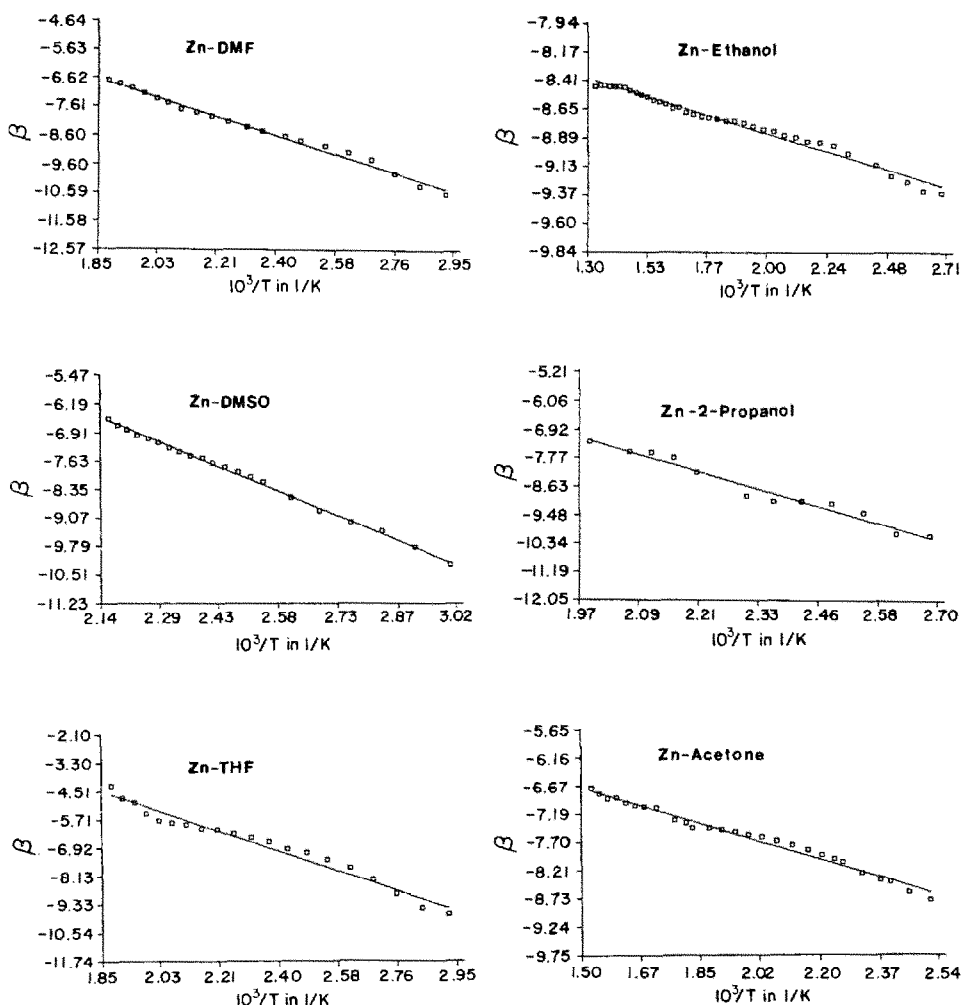 Zn-DMF
β
-4.64
-5.63
-6.62
-7.61
-8.60
-9.60
-10.59
-11.58
-12.57
1.85 2.03 2.21 2.40 2.58 2.76 2.95
10³/T in 1/K
Zn-Ethanol
β
-7.94
-8.17
-8.41
-8.65
-8.89
-9.13
-9.37
-9.60
-9.84
1.30 1.53 1.77 2.00 2.24 2.48 2.71
10³/T in 1/K
Zn-DMSO
β
-5.47
-6.19
-6.91
-7.63
-8.35
-9.07
-9.79
-10.51
-11.23
2.14 2.29 2.43 2.58 2.73 2.87 3.02
10³/T in 1/K
Zn-2-Propanol
β
-5.21
-6.06
-6.92
-7.77
-8.63
-9.48
-10.34
-11.19
-12.05
1.97 2.09 2.21 2.33 2.46 2.58 2.70
10³/T in 1/K
Zn-THF
β
-2.10
-3.30
-4.51
-5.71
-6.92
-8.13
-9.33
-10.54
-11.74
1.85 2.03 2.21 2.40 2.58 2.76 2.95
10³/T in 1/K
Zn-Acetone
β
-5.65
-6.16
-6.67
-7.19
-7.70
-8.21
-8.73
-9.24
-9.75
1.50 1.67 1.85 2.02 2.20 2.37 2.54
10³/T in 1/K